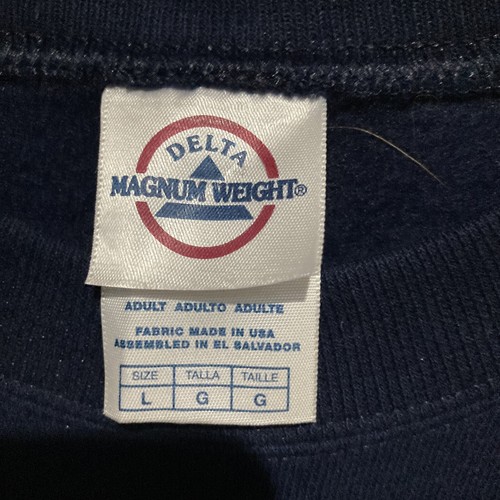 DELTA
MAGNUM WEIGHT®
ADULT ADULTO ADULTE
FABRIC MADE IN USA
ASSEMBLED IN EL SALVADOR
SIZE TALLA TAILLE
L G G